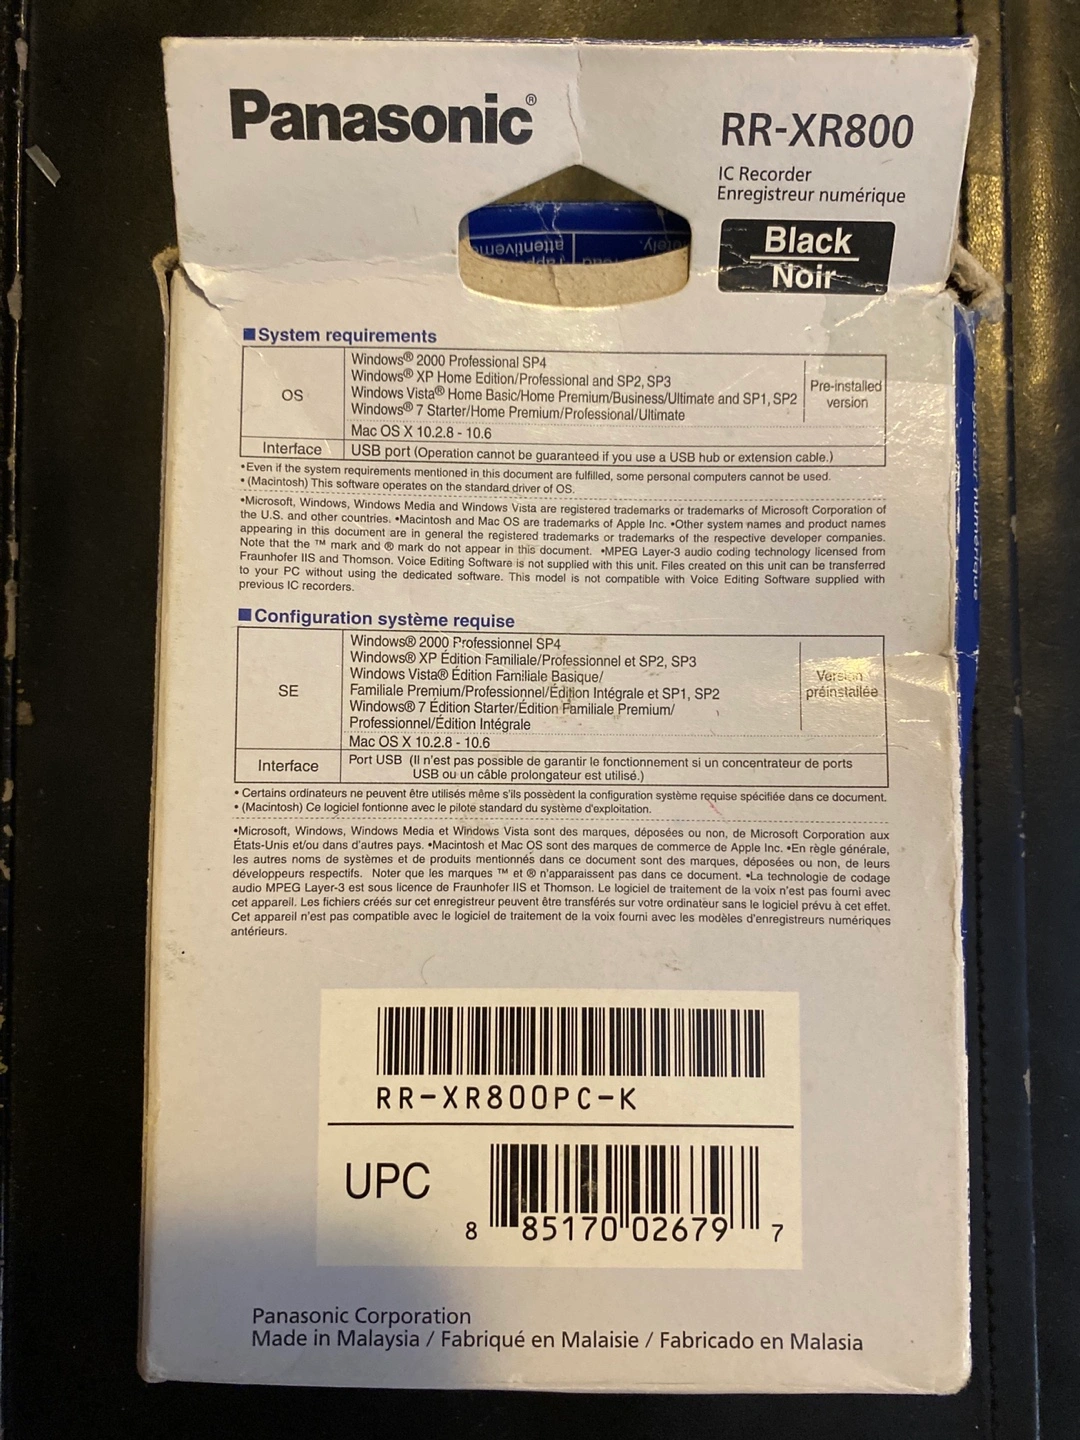 Panasonic®
RR-XR800
IC Recorder
Enregistreur numérique
Black
Noir
attentive
■System requirements
OS
Windows® 2000 Professional SP4
Windows® XP Home Edition/Professional and SP2, SP3
Windows Vista® Home Basic/Home Premium/Business/Ultimate and SP1, SP2
Windows® 7 Starter/Home Premium/Professional/Ultimate
Pre-installed
version
Mac OS X 10.2.8 - 10.6
Interface
USB port (Operation cannot be guaranteed if you use a USB hub or extension cable.)
•Even if the system requirements mentioned in this document are fulfilled, some personal computers cannot be used.
• (Macintosh) This software operates on the standard driver of OS.
•Microsoft, Windows, Windows Media and Windows Vista are registered trademarks or trademarks of Microsoft Corporation of
the U.S. and other countries. •Macintosh and Mac OS are trademarks of Apple Inc. •Other system names and product names
appearing in this document are in general the registered trademarks or trademarks of the respective developer companies.
Note that the ™ mark and ® mark do not appear in this document. •MPEG Layer-3 audio coding technology licensed from
Fraunhofer IIS and Thomson. Voice Editing Software is not supplied with this unit. Files created on this unit can be transferred
to your PC without using the dedicated software. This model is not compatible with Voice Editing Software supplied with
previous IC recorders.
■Configuration système requise
SE
Windows® 2000 Professionnel SP4
Windows® XP Édition Familiale/Professionnel et SP2, SP3
Windows Vista® Édition Familiale Basique/
Familiale Premium/Professionnel/Édition Intégrale et SP1, SP2
Windows® 7 Édition Starter/Édition Familiale Premium/
Professionnel/Édition Intégrale
Version
préinstallée
Mac OS X 10.2.8 - 10.6
Interface
Port USB (Il n'est pas possible de garantir le fonctionnement si un concentrateur de ports
USB ou un câble prolongateur est utilisé.)
• Certains ordinateurs ne peuvent être utilisés même s'ils possèdent la configuration système requise spécifiée dans ce document.
• (Macintosh) Ce logiciel fontionne avec le pilote standard du système d'exploitation.
•Microsoft, Windows, Windows Media et Windows Vista sont des marques, déposées ou non, de Microsoft Corporation aux
États-Unis et/ou dans d'autres pays. •Macintosh et Mac OS sont des marques de commerce de Apple Inc. •En règle générale,
les autres noms de systèmes et de produits mentionnés dans ce document sont des marques, déposées ou non, de leurs
développeurs respectifs. Noter que les marques ™ et ® n'apparaissent pas dans ce document. •La technologie de codage
audio MPEG Layer-3 est sous licence de Fraunhofer IIS et Thomson. Le logiciel de traitement de la voix n'est pas fourni avec
cet appareil. Les fichiers créés sur cet enregistreur peuvent être transférés sur votre ordinateur sans le logiciel prévu à cet effet.
Cet appareil n'est pas compatible avec le logiciel de traitement de la voix fourni avec les modèles d'enregistreurs numériques
antérieurs.
numérique
RR-XR800PC-K
UPC
8 85170 02679 7
Panasonic Corporation
Made in Malaysia / Fabriqué en Malaisie / Fabricado en Malasia